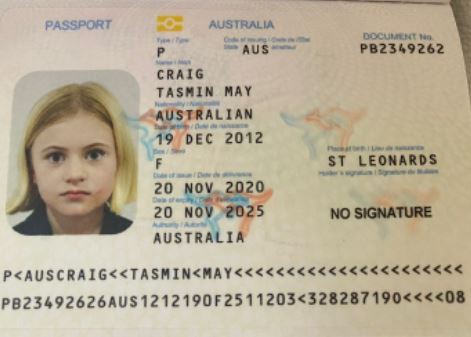 PASSPORT
AUSTRALIA
Type / Type
Code of issuing / Code de l'État
DOCUMENT No.
P
State AUS émetteur
PB2349262
Name / Nom
CRAIG
TASMIN MAY
Nationality / Nationalité
AUSTRALIAN
Date of birth / Date de naissance
Place of birth / Lieu de naissance
19 DEC 2012
ST LEONARDS
Sex / Sexe
Holder's signature / Signature de titulaire
F
Date of issue / Date de délivrance
20 NOV 2020
Date of expiry / Date
20 NOV 2025
NO SIGNATURE
Authority / Autorité
AUSTRALIA
P<AUSCRAIG<<TASMIN<MAY<<<<<<<<<<<<<<<<<<<<<<
PB23492626AUS1212190F2511203<328287190<<<<08